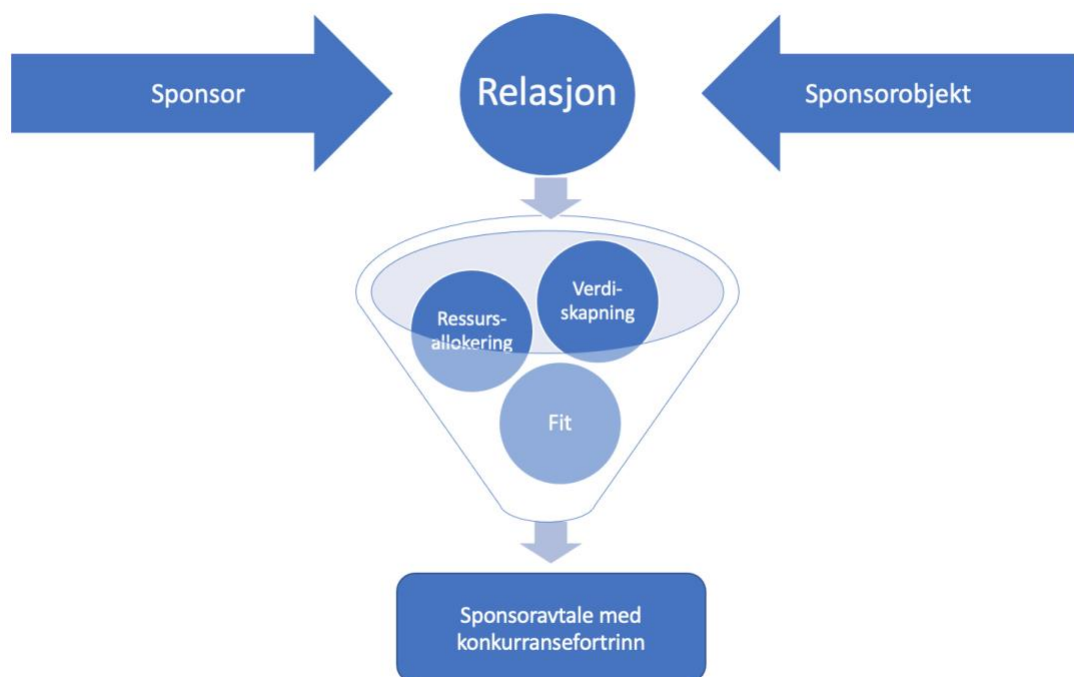 Sponsor
Relasjon
Sponsorobjekt
Verdi-
skapning
Ressurs-
allokering
Fit
Sponsoravtale med
konkurransefortrinn